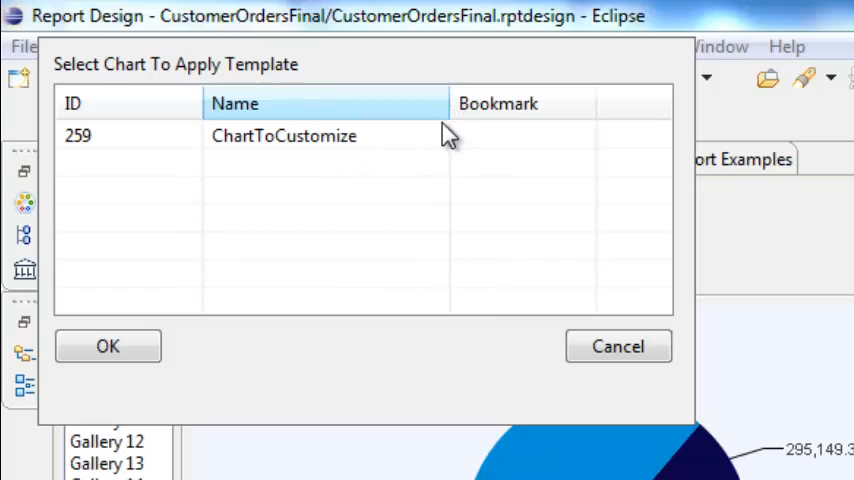 Report Design - CustomerOrdersFinal/CustomerOrdersFinal.rptdesign - Eclipse
File
Window Help
Select Chart To Apply Template
ID Name Bookmark
259 ChartToCustomize
ort Examples
OK Cancel
Gallery 12
Gallery 13
295,149.3